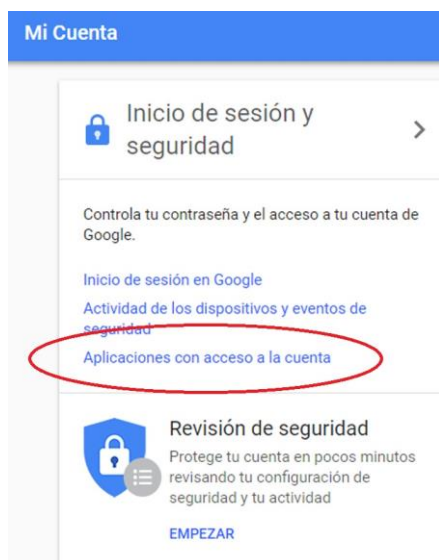 Mi Cuenta
Inicio de sesión y
seguridad
Controla tu contraseña y el acceso a tu cuenta de
Google.
Inicio de sesión en Google
Actividad de los dispositivos y eventos de
seguridad
Aplicaciones con acceso a la cuenta
Revisión de seguridad
Protege tu cuenta en pocos minutos
revisando tu configuración de
seguridad y tu actividad
EMPEZAR